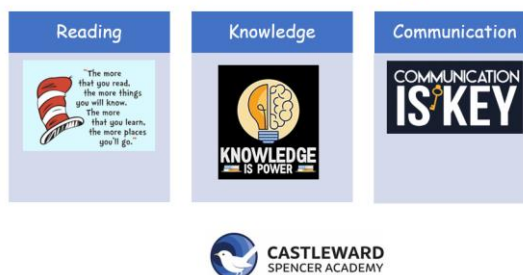 Reading
"The more
that you read,
the more things
you will know.
The more
that you learn,
the more places
you'll go."
Knowledge
KNOWLEDGE
IS POWER
Communication
COMMUNICATION
IS KEY
CASTLEWARD
SPENCER ACADEMY